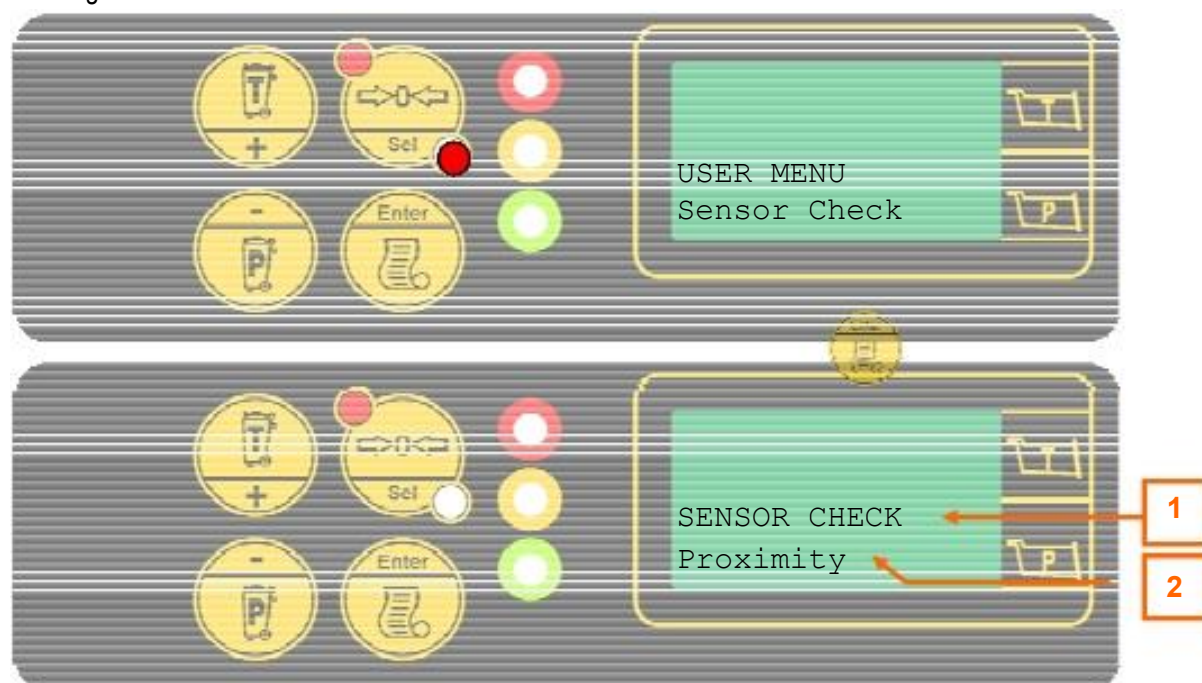 T
+
Sel
-
P
Enter
USER MENU
Sensor Check
T
P
T
+
Sel
-
P
Enter
SENSOR CHECK
Proximity
T
P
1
2